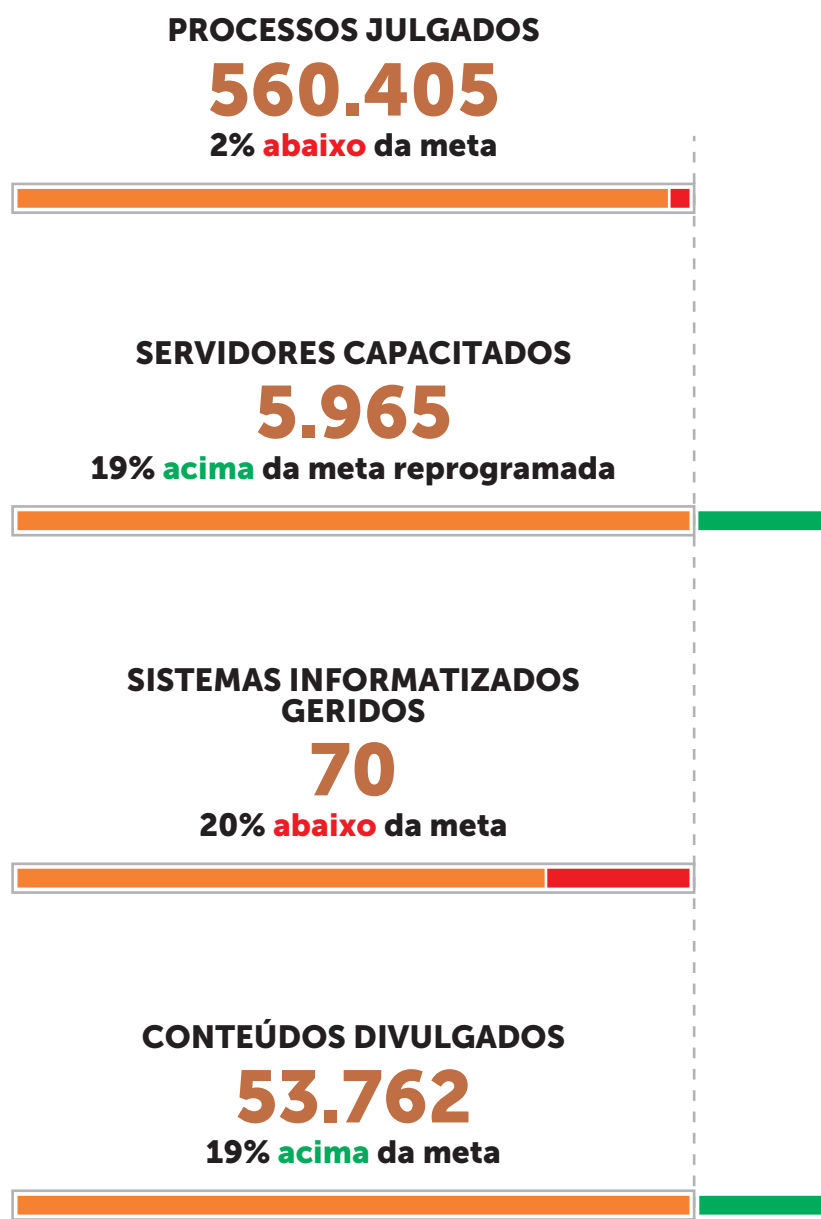 PROCESSOS JULGADOS
560.405
2% abaixo da meta
SERVIDORES CAPACITADOS
5.965
19% acima da meta reprogramada
SISTEMAS INFORMATIZADOS
GERIDOS
70
20% abaixo da meta
CONTEÚDOS DIVULGADOS
53.762
19% acima da meta